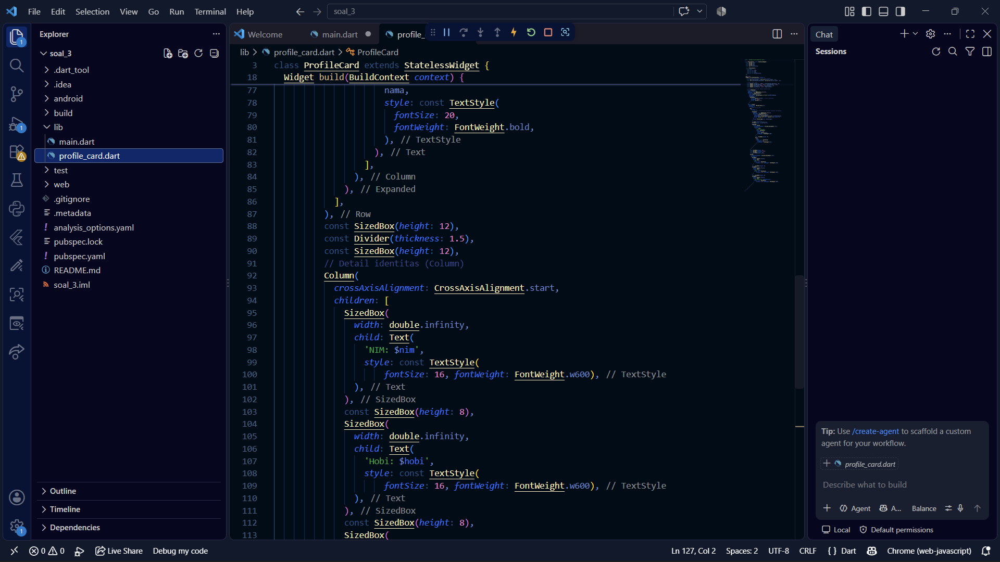 File Edit Selection View Go Run Terminal Help
soal_3
Explorer
soal_3
.dart_tool
.idea
android
build
lib
main.dart
profile_card.dart
test
web
.gitignore
.metadata
analysis_options.yaml
pubspec.lock
pubspec.yaml
README.md
soal_3.iml
Outline
Timeline
Dependencies
Welcome
main.dart
profile_
lib > profile_card.dart > ProfileCard
3 class ProfileCard extends StatelessWidget {
18 Widget build(BuildContext context) {
77 nama,
78 style: const TextStyle(
79 fontSize: 20,
80 fontWeight: FontWeight.bold,
81 ), // TextStyle
82 ), // Text
83 ],
84 ), // Column
85 ), // Expanded
86 ],
87 ), // Row
88 const SizedBox(height: 12),
89 const Divider(thickness: 1.5),
90 const SizedBox(height: 12),
91 // Detail identitas (Column)
92 Column(
93 crossAxisAlignment: CrossAxisAlignment.start,
94 children: [
95 SizedBox(
96 width: double.infinity,
97 child: Text(
98 'NIM: $nim',
99 style: const TextStyle(
100 fontSize: 16, fontWeight: FontWeight.w600), // TextStyle
101 ), // Text
102 ), // SizedBox
103 const SizedBox(height: 8),
104 SizedBox(
105 width: double.infinity,
106 child: Text(
107 'Hobi: $hobi',
108 style: const TextStyle(
109 fontSize: 16, fontWeight: FontWeight.w600), // TextStyle
110 ), // Text
111 ), // SizedBox
112 const SizedBox(height: 8),
113 SizedBox(
Chat
Sessions
Tip: Use /create-agent to scaffold a custom
agent for your workflow.
profile_card.dart
Describe what to build
Agent A... Balance
Local Default permissions
0 0 Live Share Debug my code
Ln 127, Col 2 Spaces: 2 UTF-8 CRLF { } Dart Chrome (web-javascript)